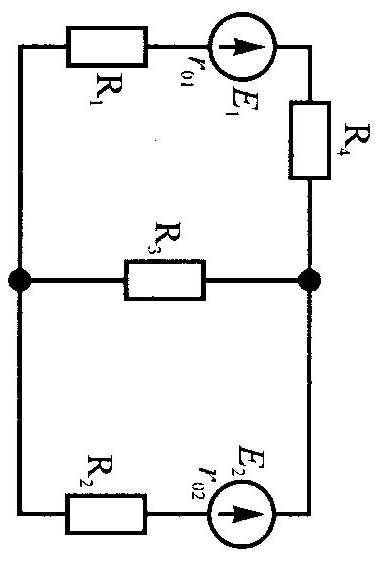 R₁
r₀₁
E₁
R₄
R₃
R₂
r₀₂
E₂